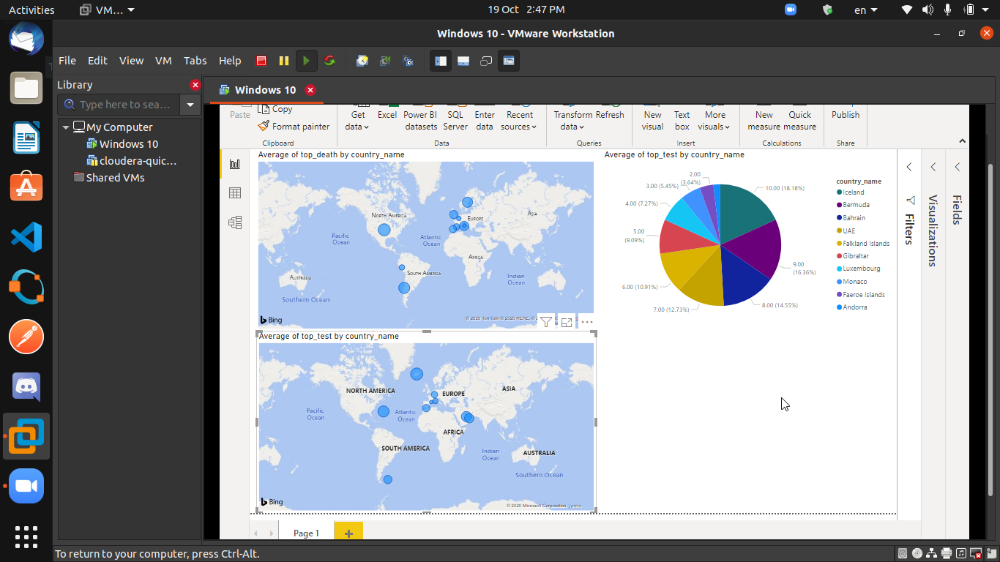 Activities
VM…
19 Oct 2:47 PM
en
Windows 10 - VMware Workstation
File Edit View VM Tabs Help
Library
Type here to sea…
My Computer
Windows 10
cloudera-quic…
Shared VMs
Windows 10
Paste
Copy
Format painter
Clipboard
Get data
Excel
Power BI datasets
SQL Server
Enter data
Recent sources
Data
Transform data
Refresh
Queries
New visual
Text box
More visuals
Insert
New measure
Quick measure
Calculations
Publish
Share
Average of top_death by country_name
NORTH AMERICA
EUROPE
ASIA
Pacific
Ocean
Atlantic
Ocean
AFRICA
SOUTH AMERICA
AUSTRALIA
Indian
Ocean
Southern Ocean
Bing
© 2020 TomTom © 2020 HERE, ©
Average of top_test by country_name
2.00
(3.64%)
3.00 (5.45%)
10.00 (18.18%)
4.00 (7.27%)
5.00
(9.09%)
9.00
(16.36%)
6.00 (10.91%)
7.00 (12.73%)
8.00 (14.55%)
country_name
Iceland
Bermuda
Bahrain
UAE
Falkland Islands
Gibraltar
Luxembourg
Monaco
Faeroe Islands
Andorra
Filters
Visualizations
Fields
Average of top_test by country_name
NORTH AMERICA
EUROPE
ASIA
Pacific
Ocean
Atlantic
Ocean
AFRICA
SOUTH AMERICA
Indian
Ocean
AUSTRALIA
Southern Ocean
Bing
© 2020 Microsoft Corporation Terms
Page 1
To return to your computer, press Ctrl-Alt.